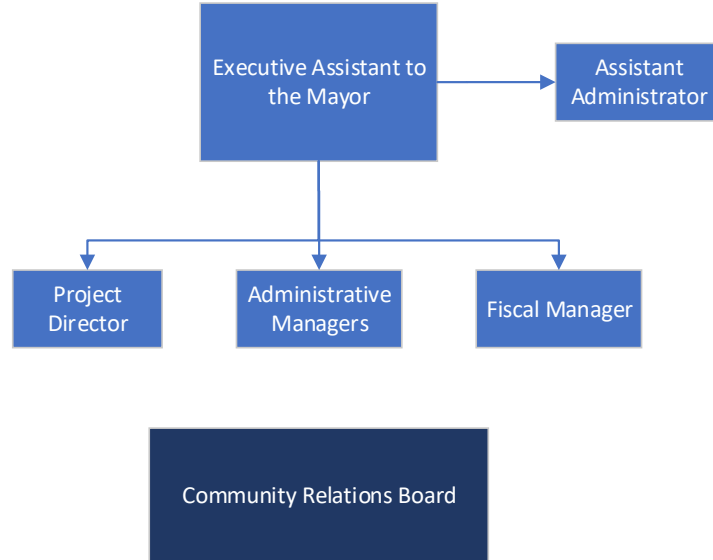 Executive Assistant to
the Mayor
Assistant
Administrator
Project
Director
Administrative
Managers
Fiscal Manager
Community Relations Board